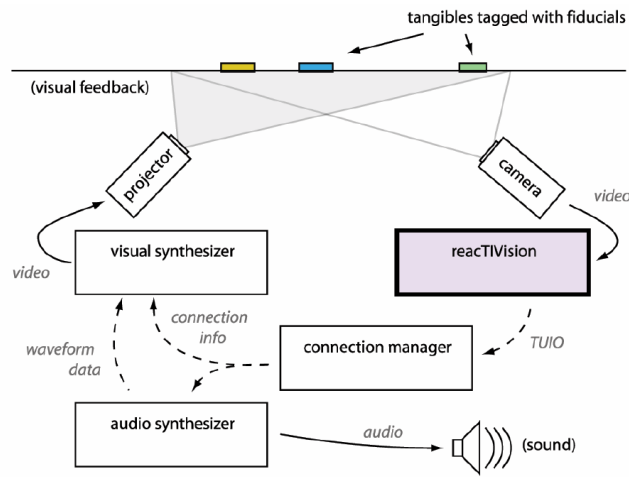 tangibles tagged with fiducials
(visual feedback)
projector
camera
video
visual synthesizer
reacTIVision
video
connection
info
TUIO
waveform
data
connection manager
audio synthesizer
audio
(sound)